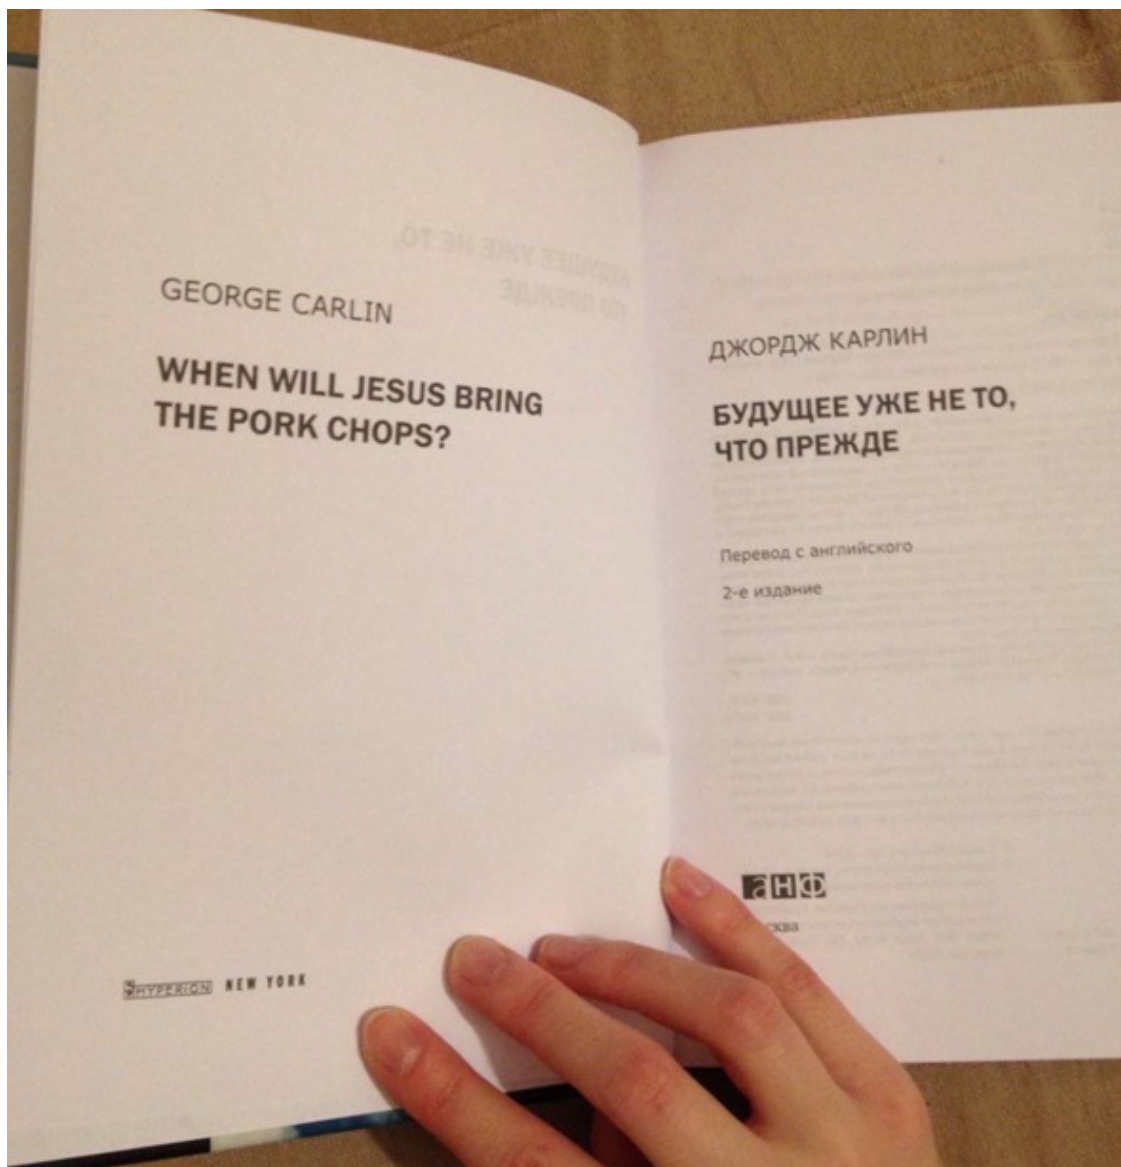 GEORGE CARLIN
WHEN WILL JESUS BRING
THE PORK CHOPS?
HYPERION NEW YORK
ДЖОРДЖ КАРЛИН
БУДУЩЕЕ УЖЕ НЕ ТО,
ЧТО ПРЕЖДЕ
Перевод с английского
2-е издание
анф